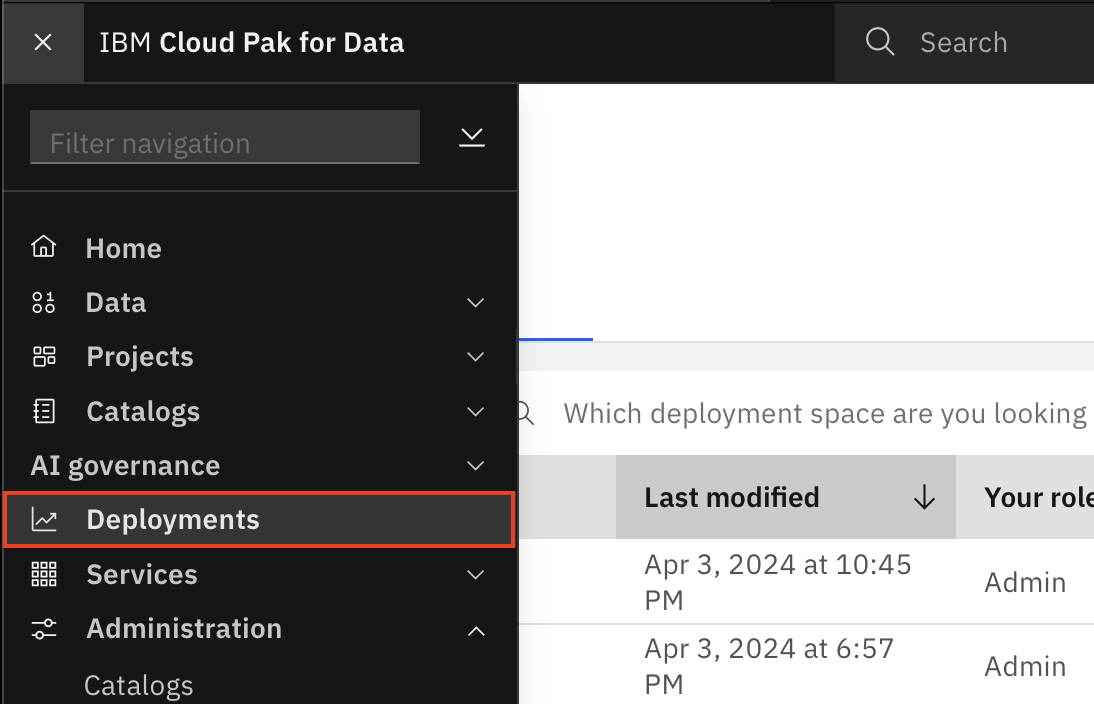 IBM Cloud Pak for Data
Search
Filter navigation
Home
Data
Projects
Catalogs
AI governance
Deployments
Services
Administration
Catalogs
Which deployment space are you looking
Last modified
Your role
Apr 3, 2024 at 10:45
PM
Admin
Apr 3, 2024 at 6:57
PM
Admin